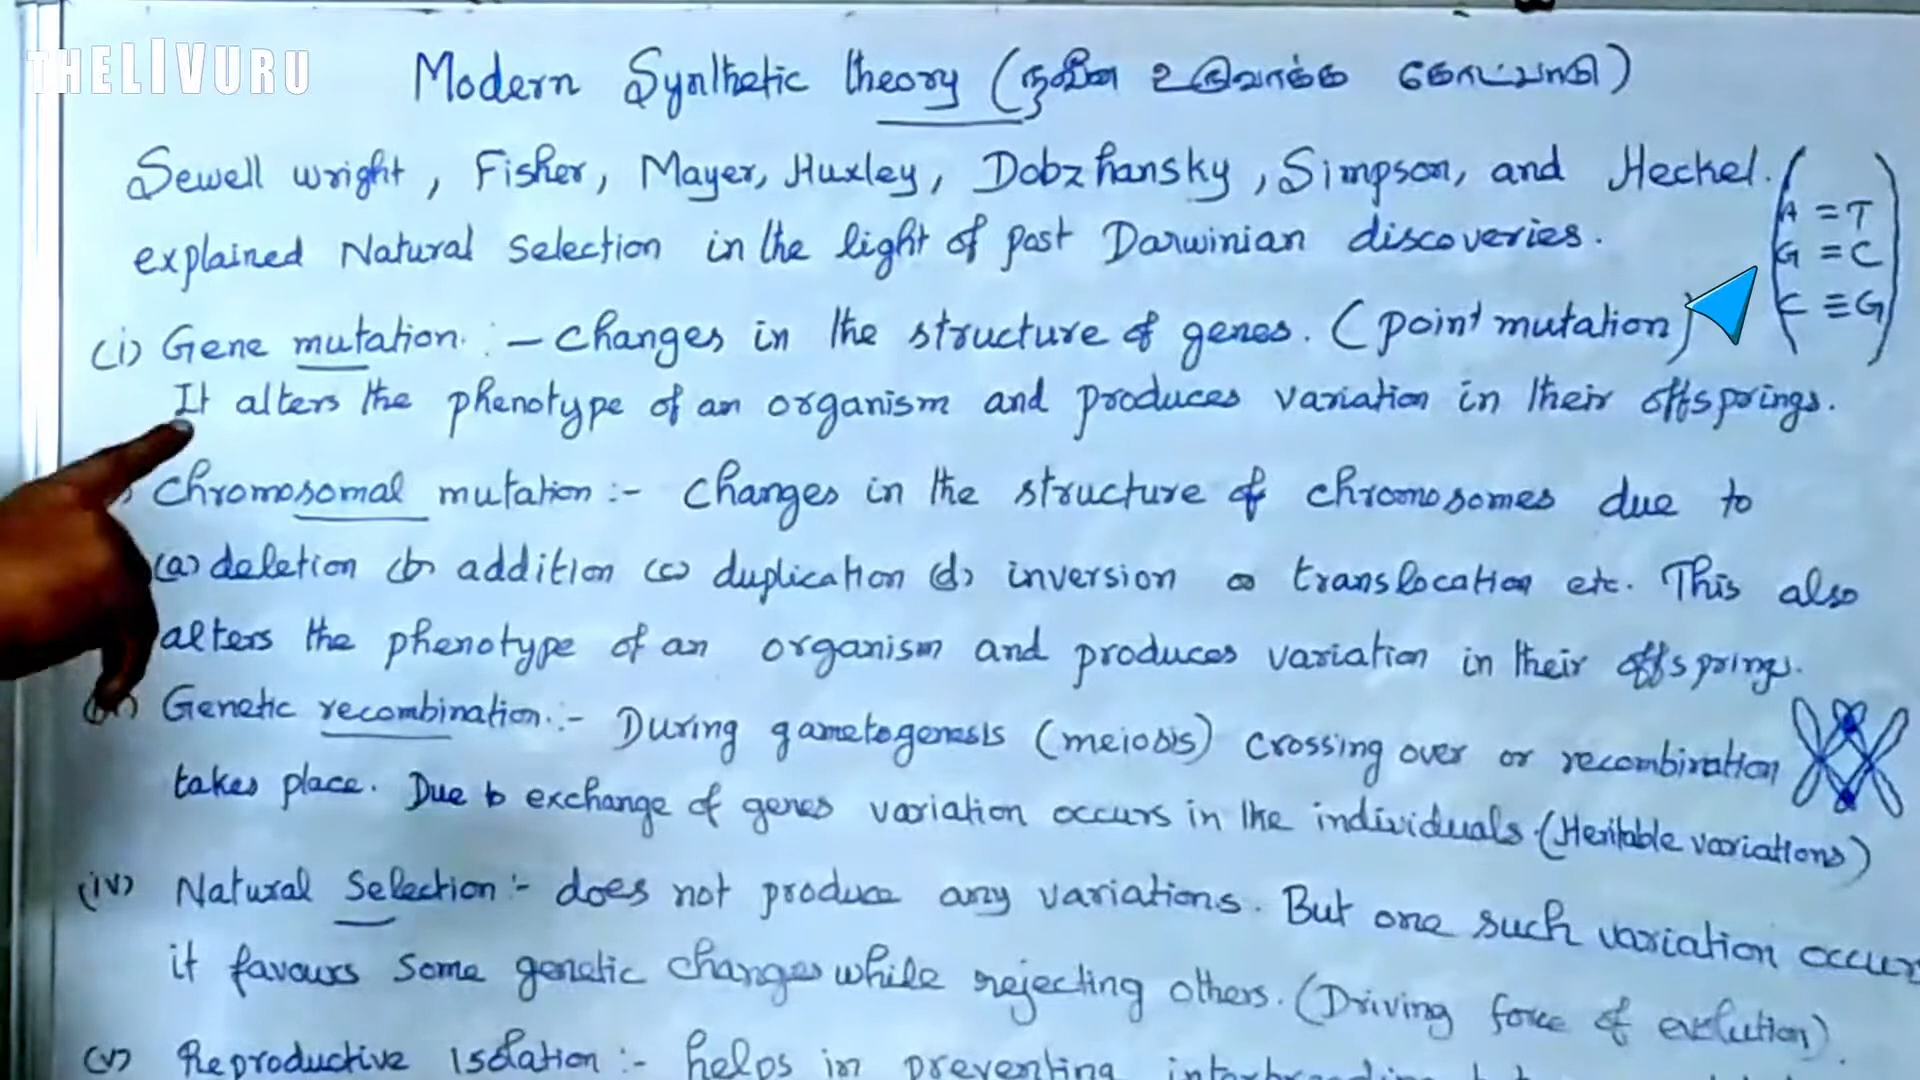 THELIVURU
Modern Synthetic theory (நவீன உருவாக்க கோட்பாடு)
Sewell wright, Fisher, Mayer, Huxley, Dobzhansky, Simpson, and Heckel.
explained Natural selection in the light of post Darwinian discoveries.
A = T
G = C
C ≡ G
(i) Gene mutation :- changes in the structure of genes. (point mutation)
It alters the phenotype of an organism and produces variation in their offsprings.
Chromosomal mutation :- changes in the structure of chromosomes due to
(a) deletion (b) addition (c) duplication (d) inversion translocation etc. This also
alters the phenotype of an organism and produces variation in their offsprings.
Genetic recombination :- During gametogenesis (meiosis) crossing over or recombination
takes place. Due to exchange of genes variation occurs in the individuals (Heritable variations)
(iv) Natural Selection :- does not produce any variations. But one such variation occurs
it favours some genetic changes while rejecting others. (Driving force of evolution).
(v) Reproductive isolation :- helps in preventing